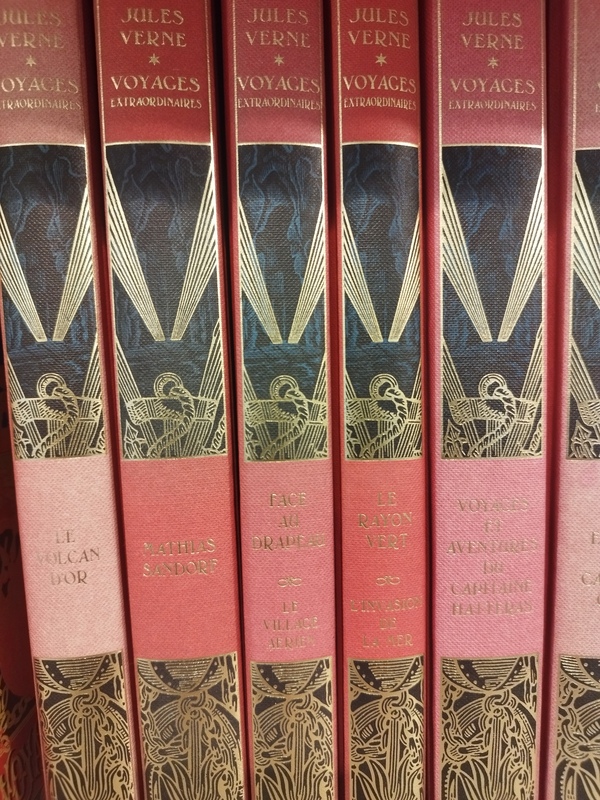 JULES
VERNE
VOYAGES
EXTRAORDINAIRES
LE
VOLCAN
D'OR
JULES
VERNE
VOYAGES
EXTRAORDINAIRES
MATHIAS
SANDORF
JULES
VERNE
VOYAGES
EXTRAORDINAIRES
FACE
AU
DRAPEAU
LE
VILLAGE
AÉRIEN
JULES
VERNE
VOYAGES
EXTRAORDINAIRES
LE
RAYON
VERT
L'INVASION
DE
LA MER
JULES
VERNE
VOYAGES
EXTRAORDINAIRES
VOYAGES
ET
AVENTURES
DU
CAPITAINE
HATTERAS